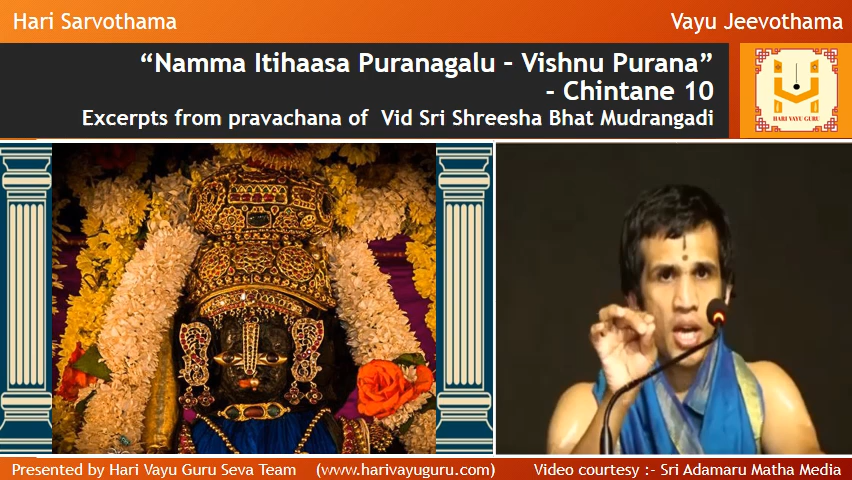 Hari Sarvothama
Vayu Jeevothama
“Namma Itihaasa Puranagalu – Vishnu Purana”
- Chintane 10
Excerpts from pravachana of  Vid Sri Shreesha Bhat Mudrangadi
HARI VAYU GURU
Presented by Hari Vayu Guru Seva Team
(www.harivayuguru.com)
Video courtesy :- Sri Adamaru Matha Media